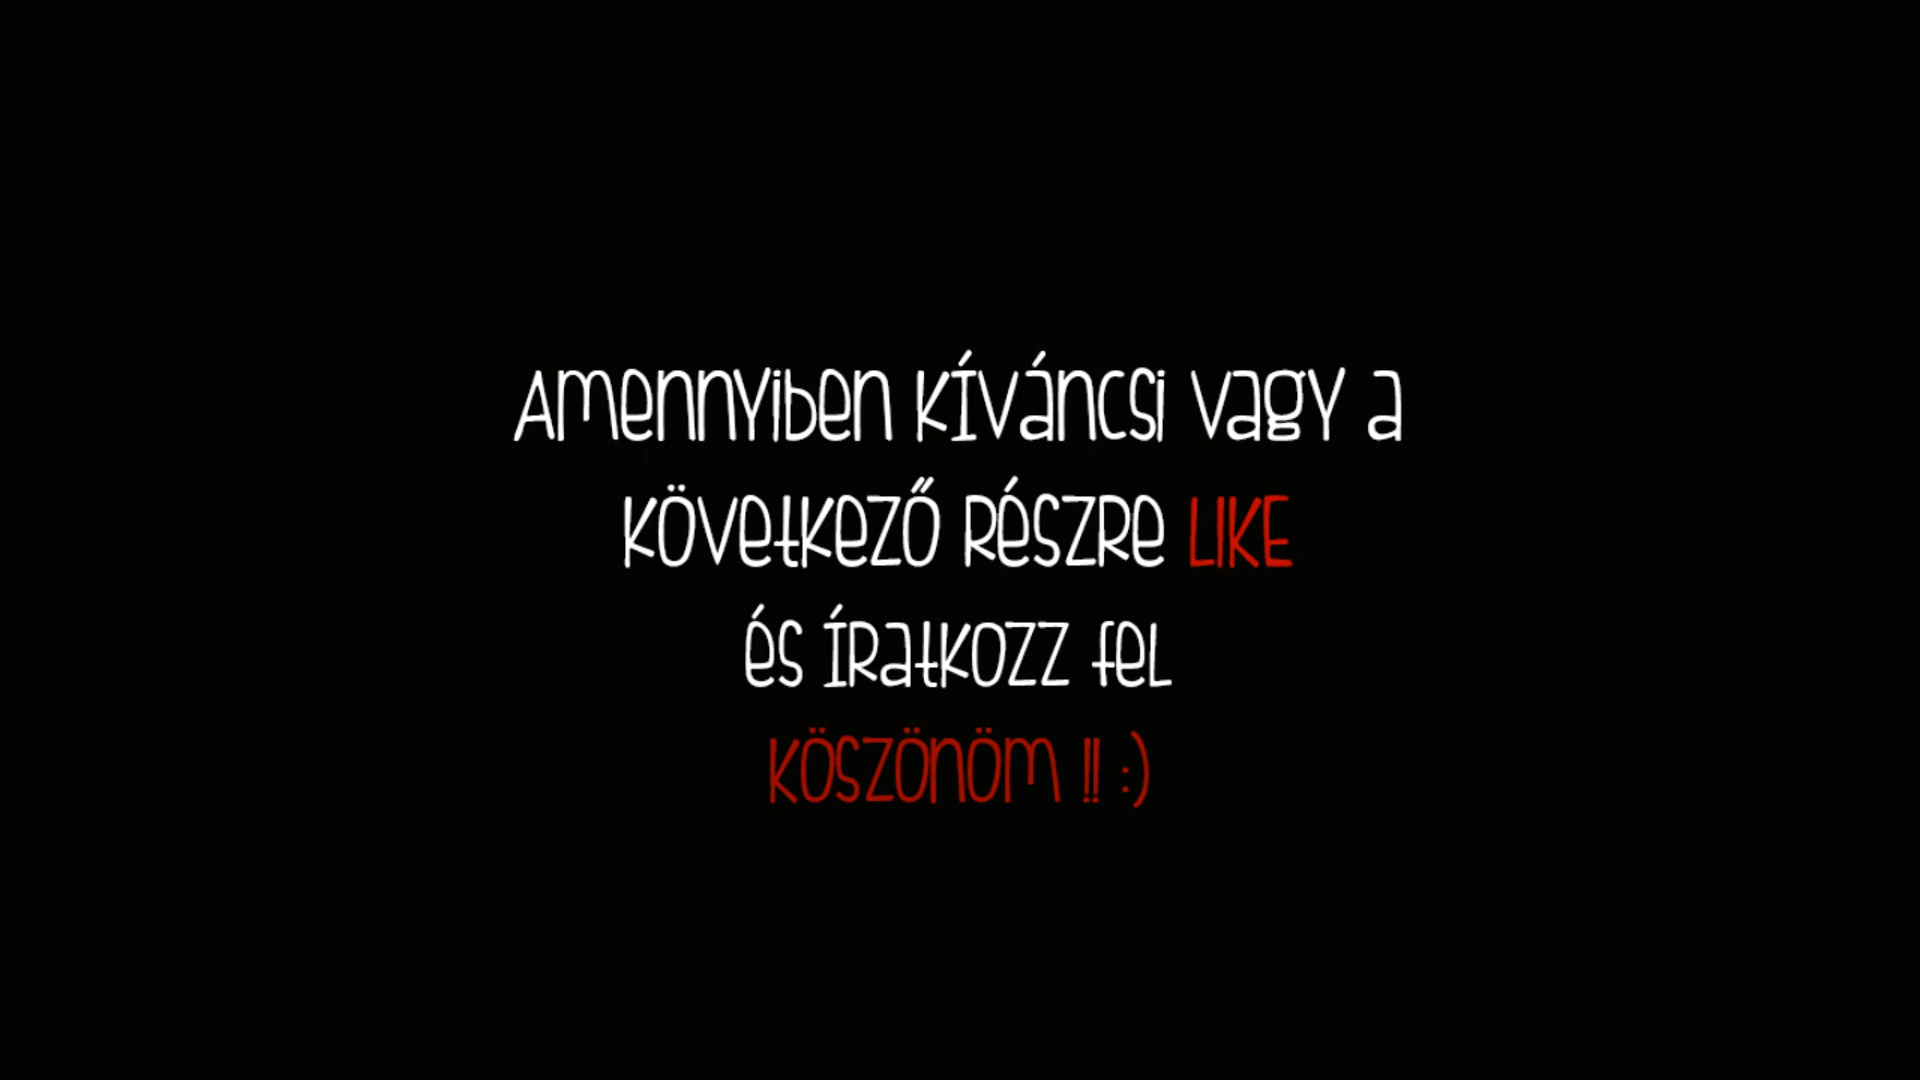 Amennyiben kíváncsi vagy a
következő részre LIKE
és íratkozz fel
KÖSZÖNÖM !! :)